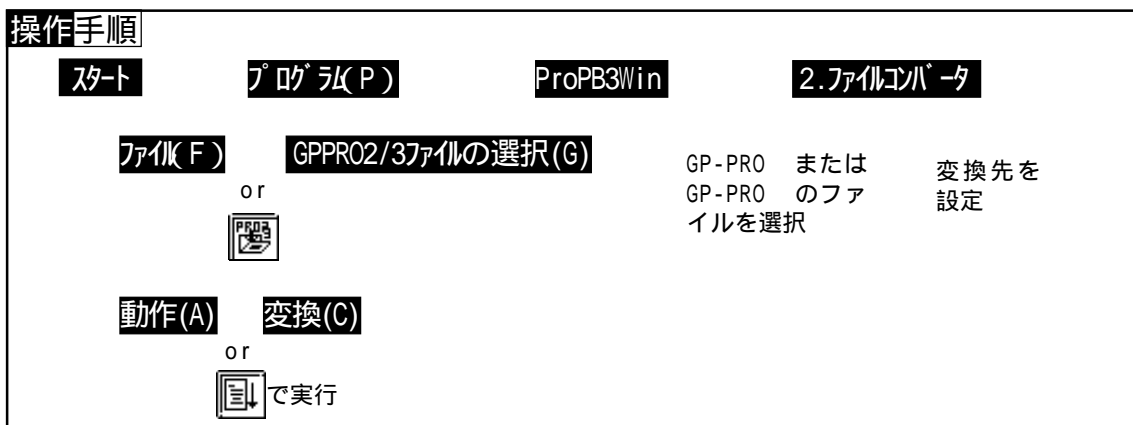 操作手順
ｽﾀｰﾄ ﾌﾟﾛｸﾞﾗﾑ(P) ProPB3Win 2.ﾌｧｲﾙｺﾝﾊﾞｰﾀ
ﾌｧｲﾙ(F) GPPRO2/3ﾌｧｲﾙの選択(G)
or
PRO3
GP-PRO または
GP-PRO のファ
イルを選択
変換先を
設定
動作(A) 変換(C)
or
で実行